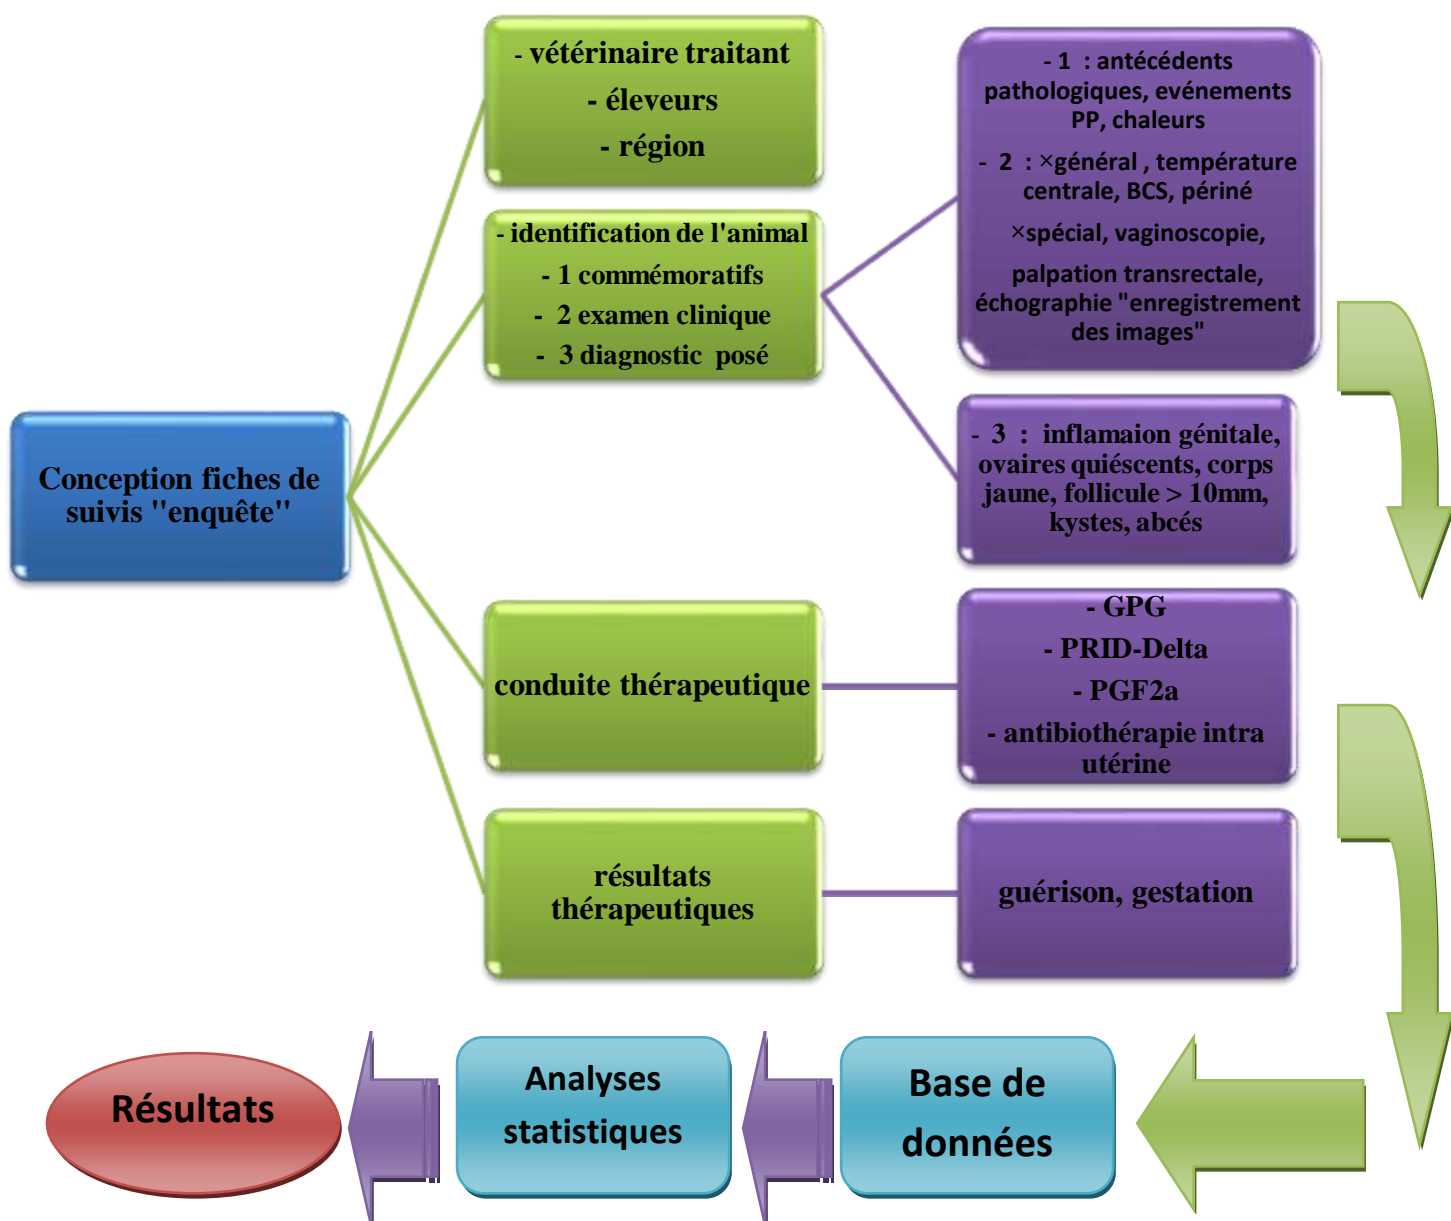 Conception fiches de
suivis "enquête"
- vétérinaire traitant
- éleveurs
- région
- identification de l'animal
- 1 commémoratifs
- 2 examen clinique
- 3 diagnostic posé
- 1 : antécédents
pathologiques, evénements
PP, chaleurs
- 2 : ×général , température
centrale, BCS, périné
×spécial, vaginoscopie,
palpation transrectale,
échographie "enregistrement
des images"
- 3 : inflamaion génitale,
ovaires quiéscents, corps
jaune, follicule > 10mm,
kystes, abcés
conduite thérapeutique
- GPG
- PRID-Delta
- PGF2a
- antibiothérapie intra
utérine
résultats
thérapeutiques
guérison, gestation
Base de
données
Analyses
statistiques
Résultats